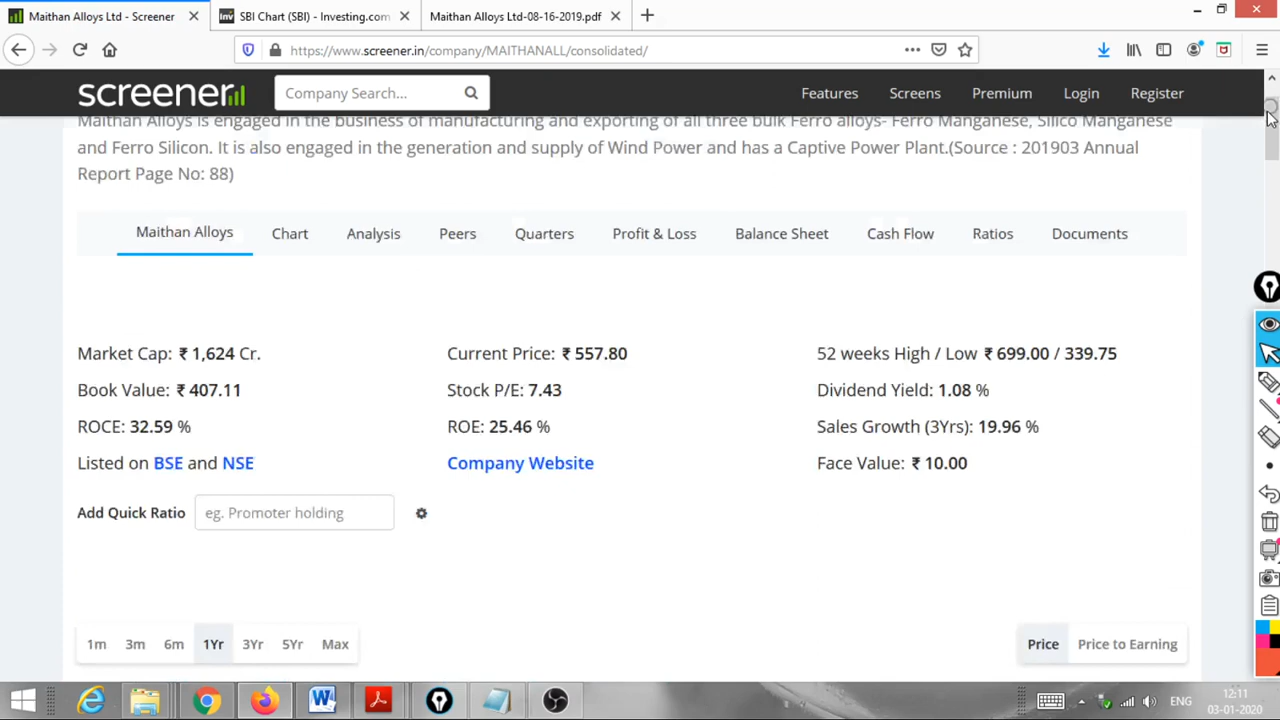 Maithan Alloys Ltd - Screener
SBI Chart (SBI) - Investing.com
Maithan Alloys Ltd-08-16-2019.pdf
https://www.screener.in/company/MAITHANALL/consolidated/
screener
Company Search...
Features
Screens
Premium
Login
Register
Maithan Alloys is engaged in the business of manufacturing and exporting of all three bulk Ferro alloys- Ferro Manganese, Silico Manganese
and Ferro Silicon. It is also engaged in the generation and supply of Wind Power and has a Captive Power Plant.(Source : 201903 Annual
Report Page No: 88)
Maithan Alloys
Chart
Analysis
Peers
Quarters
Profit & Loss
Balance Sheet
Cash Flow
Ratios
Documents
Market Cap: ₹ 1,624 Cr.
Current Price: ₹ 557.80
52 weeks High / Low ₹ 699.00 / 339.75
Book Value: ₹ 407.11
Stock P/E: 7.43
Dividend Yield: 1.08 %
ROCE: 32.59 %
ROE: 25.46 %
Sales Growth (3Yrs): 19.96 %
Listed on BSE and NSE
Company Website
Face Value: ₹ 10.00
Add Quick Ratio
eg. Promoter holding
1m
3m
6m
1Yr
3Yr
5Yr
Max
Price
Price to Earning
ENG
12:11
03-01-2020